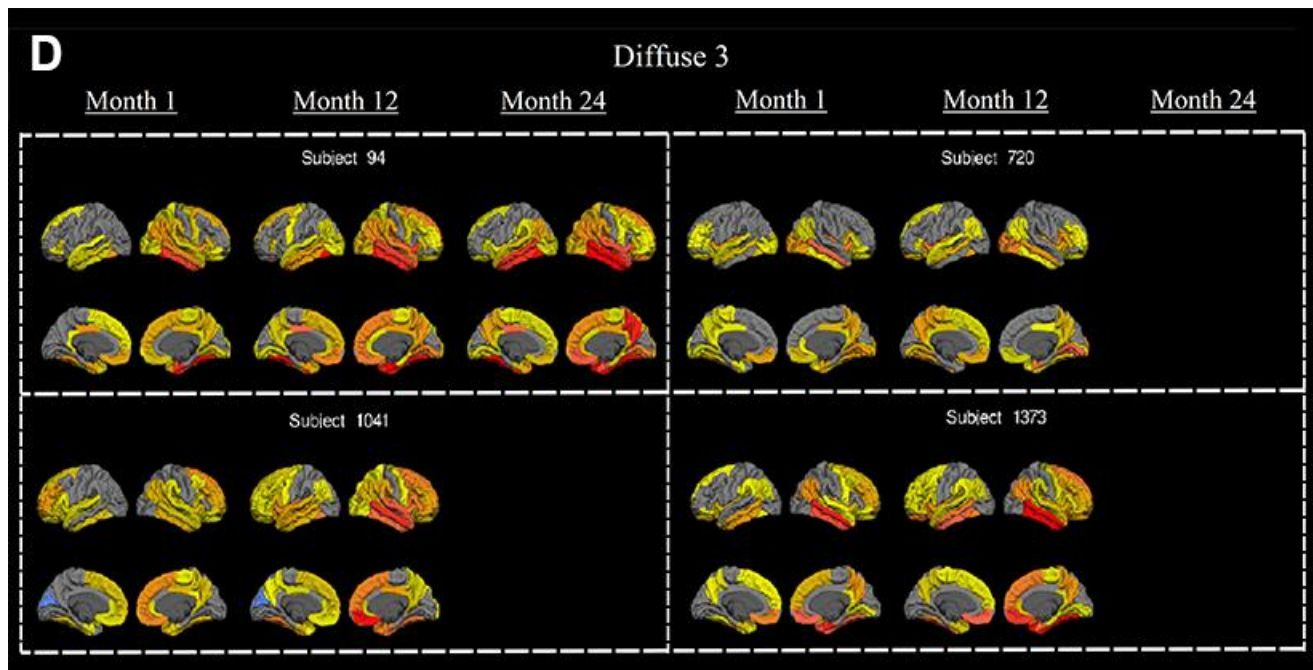 D
Diffuse 3
Month 1 Month 12 Month 24 Month 1 Month 12 Month 24
Subject 94 Subject 720
Subject 1041 Subject 1373